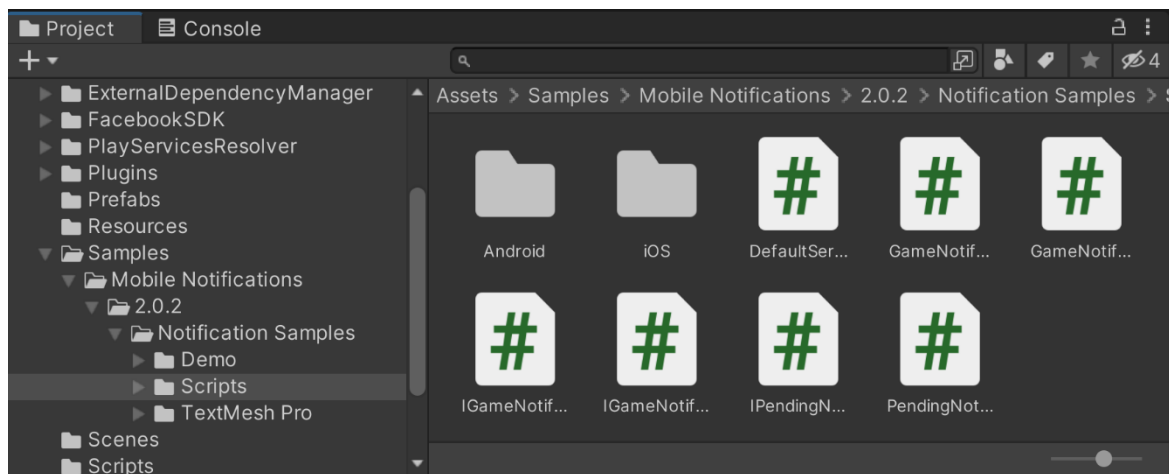 Project
Console
4
ExternalDependencyManager
FacebookSDK
PlayServicesResolver
Plugins
Prefabs
Resources
Samples
Mobile Notifications
2.0.2
Notification Samples
Demo
Scripts
TextMesh Pro
Scenes
Scripts
Assets > Samples > Mobile Notifications > 2.0.2 > Notification Samples >
Android
iOS
DefaultSer...
GameNotif...
GameNotif...
IGameNotif...
IGameNotif...
IPendingN...
PendingNot...